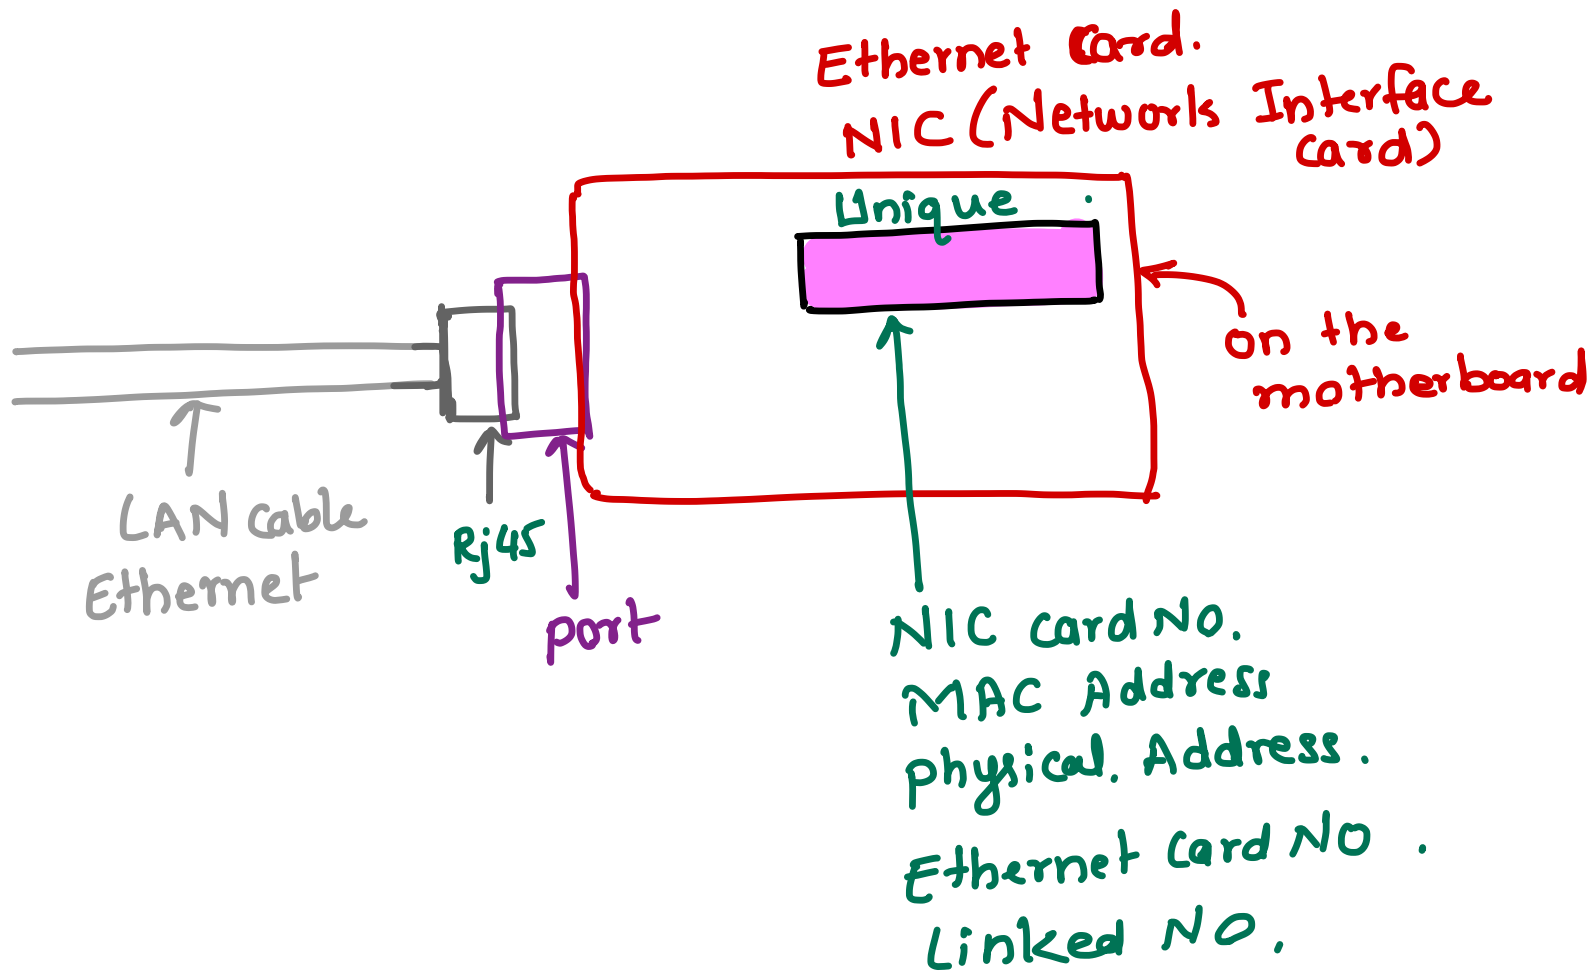 Ethernet Card.
NIC (Network Interface
card)
Unique
on the
motherboard
LAN cable
Ethernet
Rj45
port
NIC card No.
MAC Address
physical. Address.
Ethernet Card NO.
Linked NO.